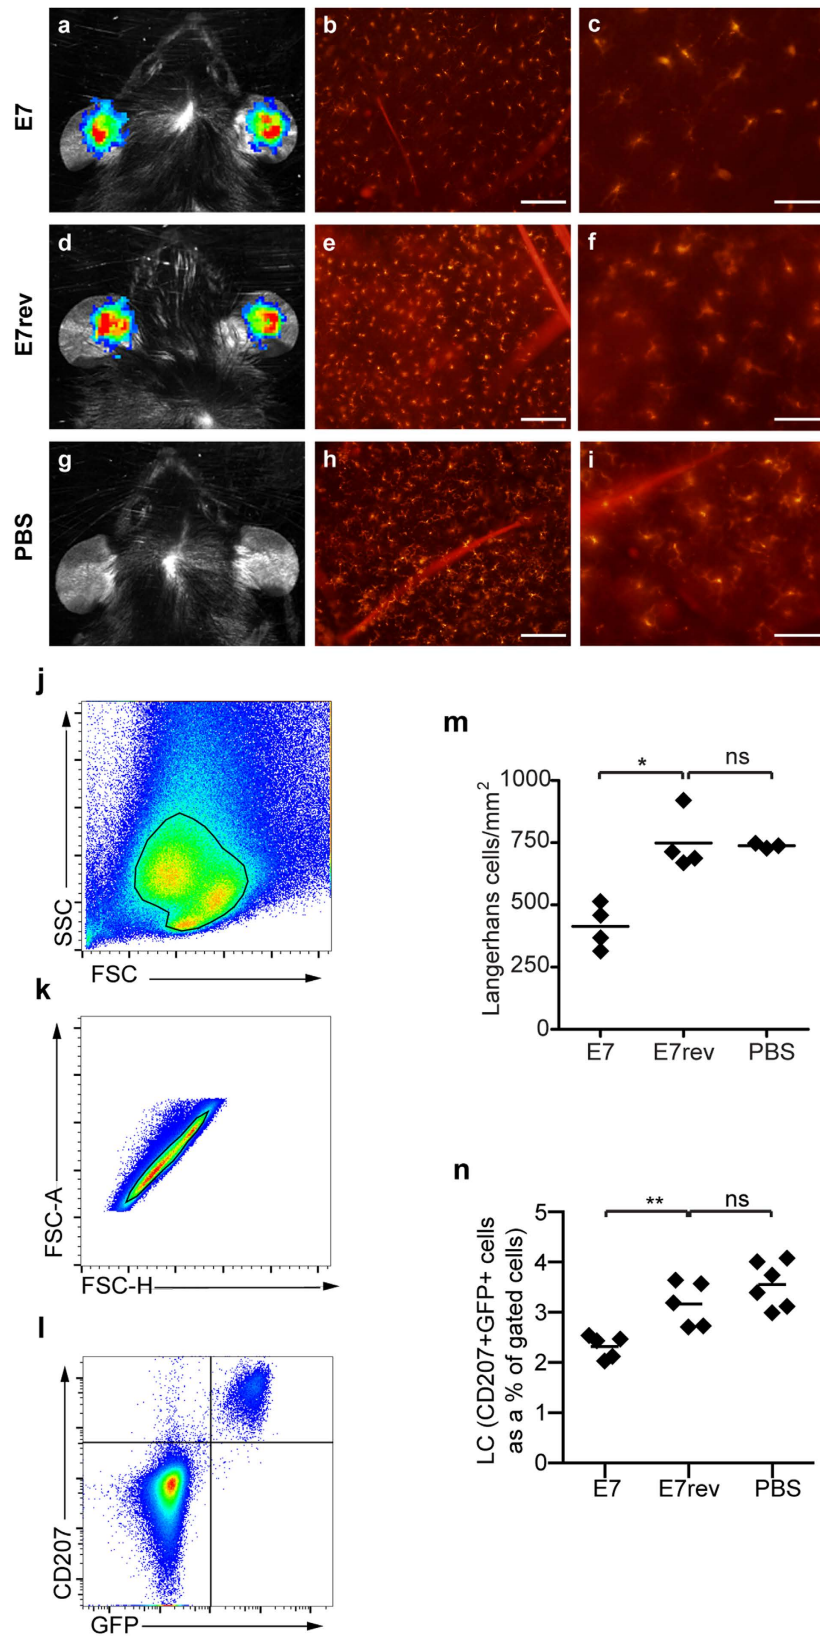 a
b
c
E7
d
e
f
E7rev
g
h
i
PBS
j
SSC
FSC
k
FSC-A
FSC-H
l
CD207
GFP
m
Langerhans cells/mm²
1000
750
500
250
0
*
ns
E7
E7rev
PBS
n
LC (CD207+GFP+ cells
as a % of gated cells)
5
4
3
2
1
0
**
ns
E7
E7rev
PBS